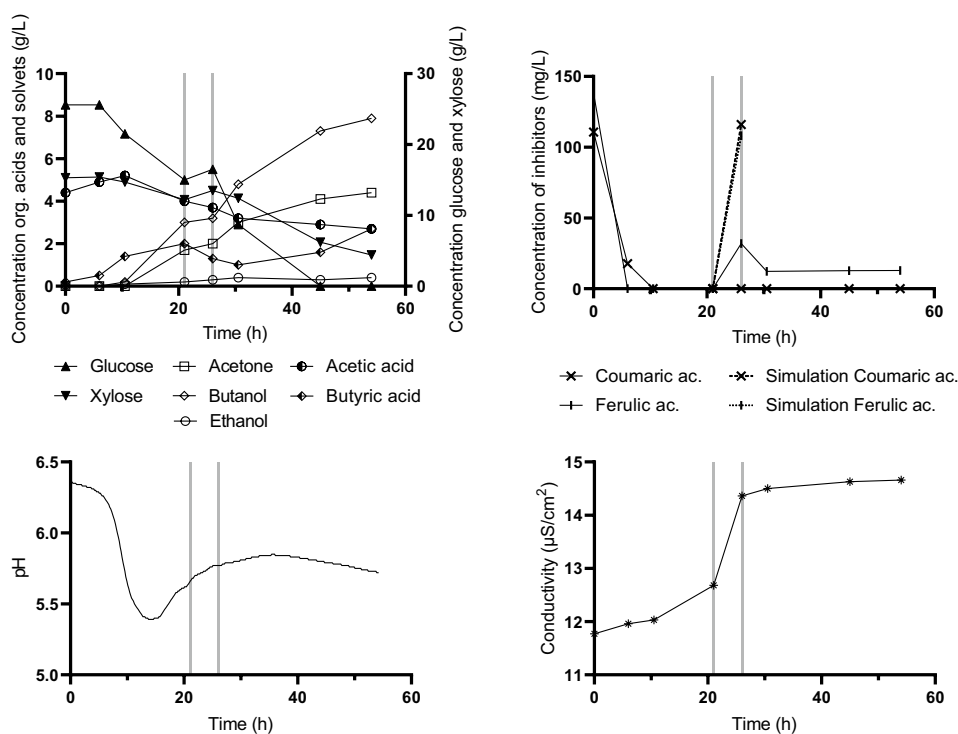 Concentration org. acids and solvets (g/L)
10
8
6
4
2
0
0
20
40
60
Time (h)
30
20
10
0
Concentration glucose and xylose (g/L)
Concentration of inhibitors (mg/L)
150
100
50
0
0
20
40
60
Time (h)
Glucose
Acetone
Acetic acid
Xylose
Butanol
Butyric acid
Ethanol
Coumaric ac.
Simulation Coumaric ac.
Ferulic ac.
Simulation Ferulic ac.
pH
6.5
6.0
5.5
5.0
0
20
40
60
Time (h)
Conductivity (µS/cm²)
15
14
13
12
11
0
20
40
60
Time (h)